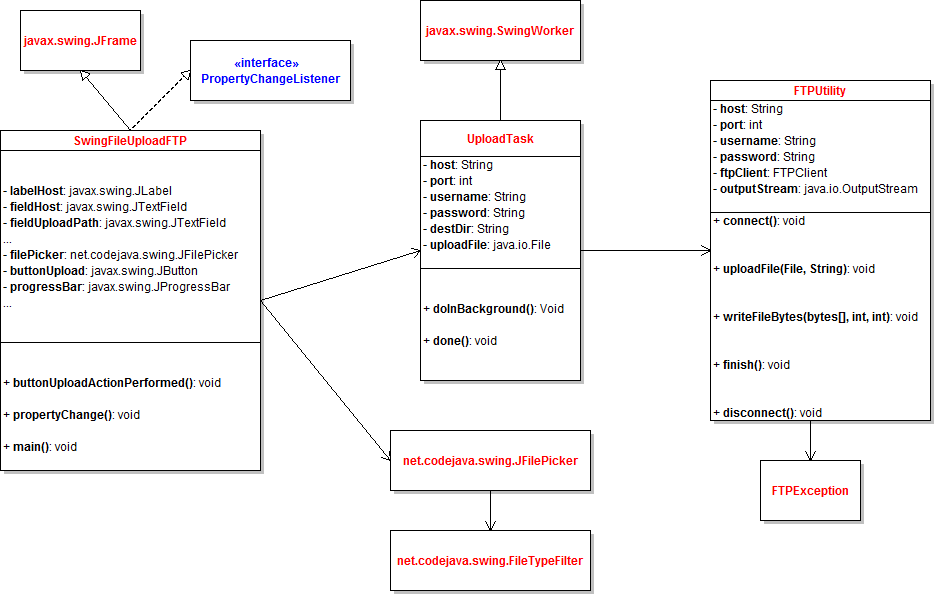 javax.swing.JFrame
«interface»
PropertyChangeListener
javax.swing.SwingWorker
SwingFileUploadFTP
- labelHost: javax.swing.JLabel
- fieldHost: javax.swing.JTextField
- fieldUploadPath: javax.swing.JTextField
...
- filePicker: net.codejava.swing.JFilePicker
- buttonUpload: javax.swing.JButton
- progressBar: javax.swing.JProgressBar
...
+ buttonUploadActionPerformed(): void
+ propertyChange(): void
+ main(): void
UploadTask
- host: String
- port: int
- username: String
- password: String
- destDir: String
- uploadFile: java.io.File
+ doInBackground(): Void
+ done(): void
FTPUtility
- host: String
- port: int
- username: String
- password: String
- ftpClient: FTPClient
- outputStream: java.io.OutputStream
+ connect(): void
+ uploadFile(File, String): void
+ writeFileBytes(bytes[], int, int): void
+ finish(): void
+ disconnect(): void
net.codejava.swing.JFilePicker
net.codejava.swing.FileTypeFilter
FTPException